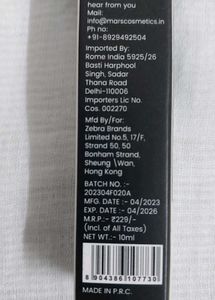 hear from you
Mail:
info@marscosmetics.in
Ph no:
+91-8929492504
Imported By:
Rome India 5925/26
Basti Harphool
Singh, Sadar
Thana Road
Delhi-110006
Importers Lic No.
Cos. 002270
Mfd By/For:
Zebra Brands
Limited No.5, 17/F,
Strand 50, 50
Bonham Strand,
Sheung \Wan,
Hong Kong
BATCH NO. :-
202304F020A
MFG. DATE :- 04/2023
EXP. DATE :- 04/2026
M.R.P :- ₹229/-
(Incl. of All Taxes)
NET WT.:- 10ml
8 904386 107730
MADE IN P.R.C.